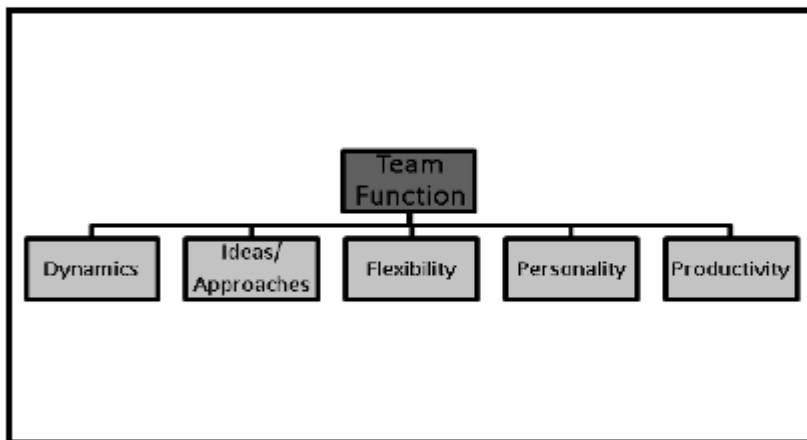 Team
Function
Dynamics
Ideas/
Approaches
Flexibility
Personality
Productivity